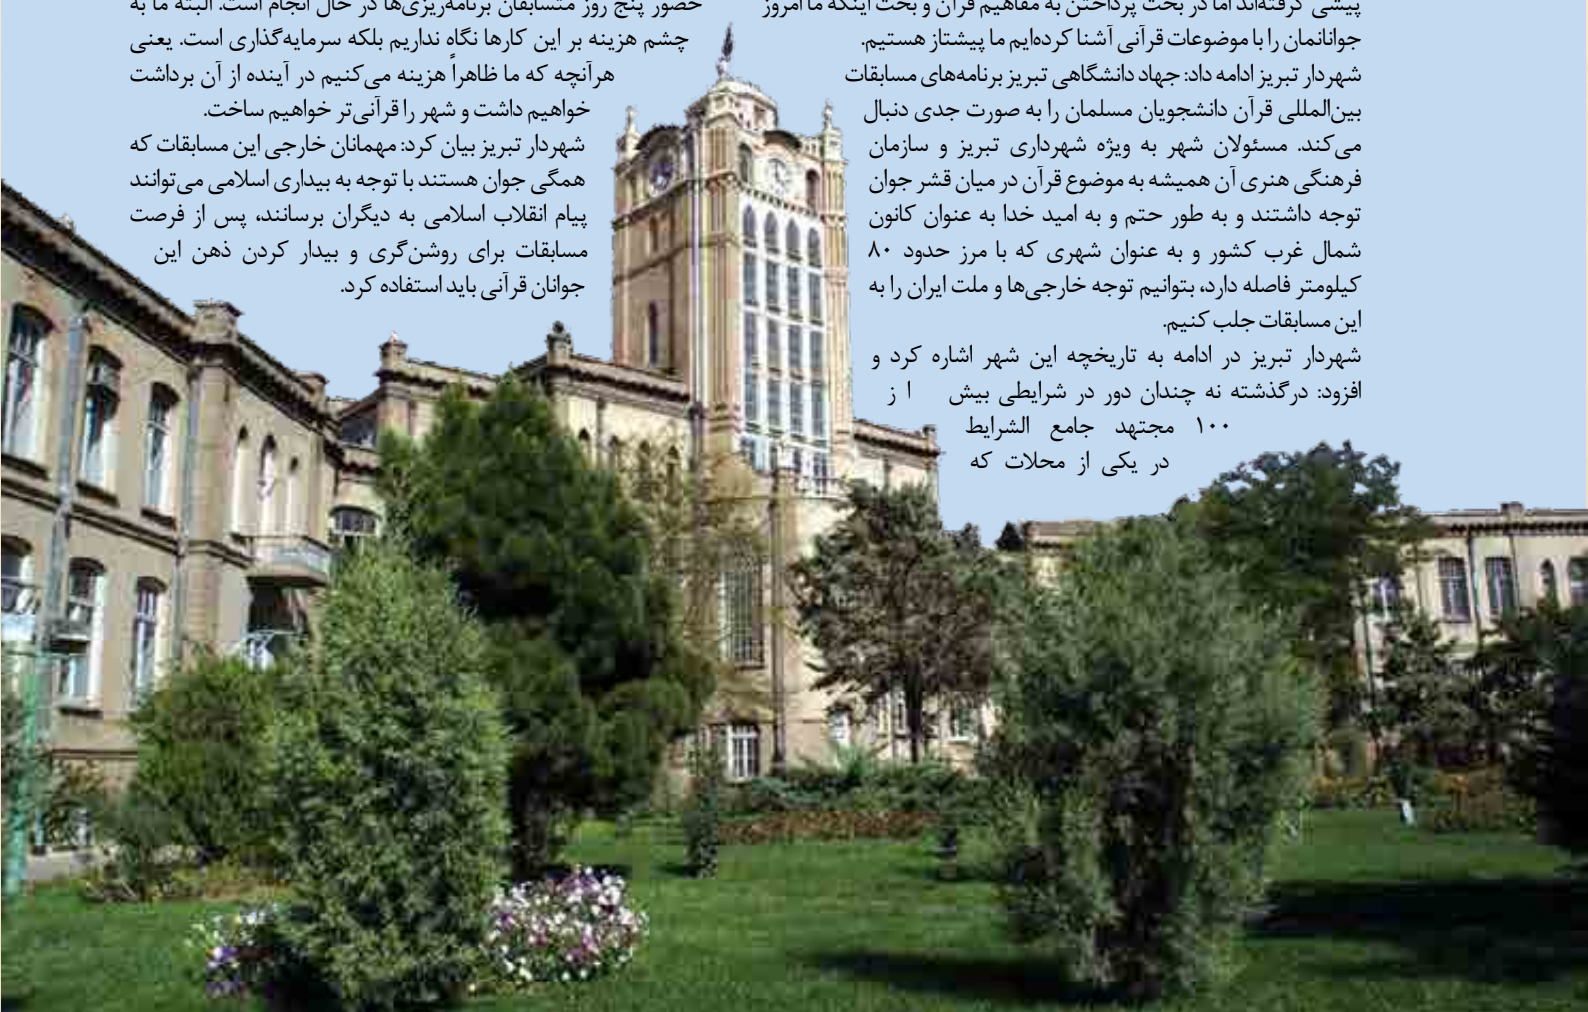 پیشی گرفته‌اند اما در بحث پرداختن به مفاهیم قرآن و بحث اینکه ما امروز
جوانانمان را با موضوعات قرآنی آشنا کرده‌ایم ما پیشتاز هستیم.
شهردار تبریز ادامه داد: جهاد دانشگاهی تبریز برنامه‌های مسابقات
بین‌المللی قرآن دانشجویان مسلمان را به صورت جدی دنبال
می‌کند. مسئولان شهر به ویژه شهرداری تبریز و سازمان
فرهنگی هنری آن همیشه به موضوع قرآن در میان قشر جوان
توجه داشتند و به طور حتم و به امید خدا به عنوان کانون
شمال غرب کشور و به عنوان شهری که با مرز حدود ۸۰
کیلومتر فاصله دارد، بتوانیم توجه خارجی‌ها و ملت ایران را به
این مسابقات جلب کنیم.
شهردار تبریز در ادامه به تاریخچه این شهر اشاره کرد و
افزود: درگذشته نه چندان دور در شرایطی بیش ا ز
۱۰۰ مجتهد جامع الشرایط
در یکی از محلات که
حضور پنج روز متسابقان برنامه‌ریزی‌ها در حال انجام است. البته ما به
چشم هزینه بر این کارها نگاه نداریم بلکه سرمایه‌گذاری است. یعنی
هرآنچه که ما ظاهراً هزینه می‌کنیم در آینده از آن برداشت
خواهیم داشت و شهر را قرآنی‌تر خواهیم ساخت.
شهردار تبریز بیان کرد: مهمانان خارجی این مسابقات که
همگی جوان هستند با توجه به بیداری اسلامی می‌توانند
پیام انقلاب اسلامی به دیگران برسانند، پس از فرصت
مسابقات برای روشن‌گری و بیدار کردن ذهن این
جوانان قرآنی باید استفاده کرد.